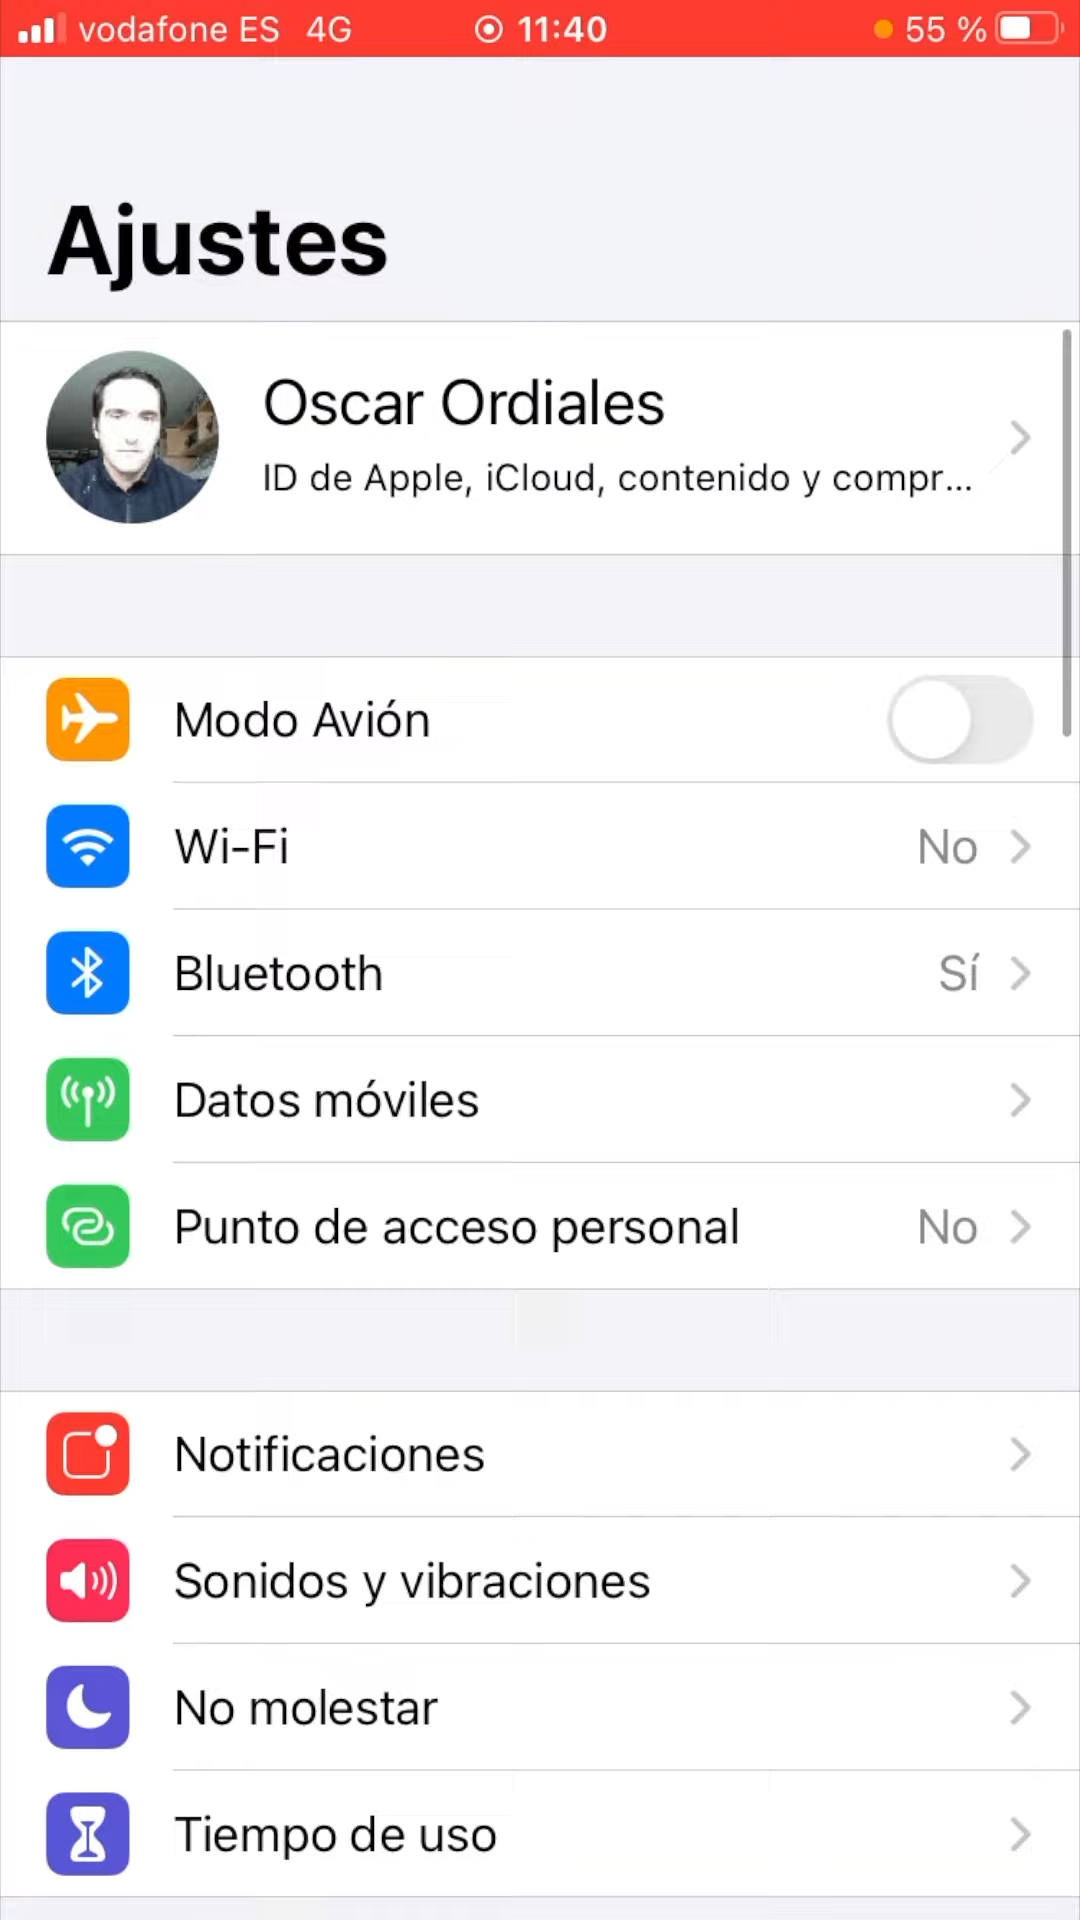 vodafone ES 4G 11:40 55 %
Ajustes
Oscar Ordiales
ID de Apple, iCloud, contenido y compr...
Modo Avión
Wi-Fi No
Bluetooth Sí
Datos móviles
Punto de acceso personal No
Notificaciones
Sonidos y vibraciones
No molestar
Tiempo de uso